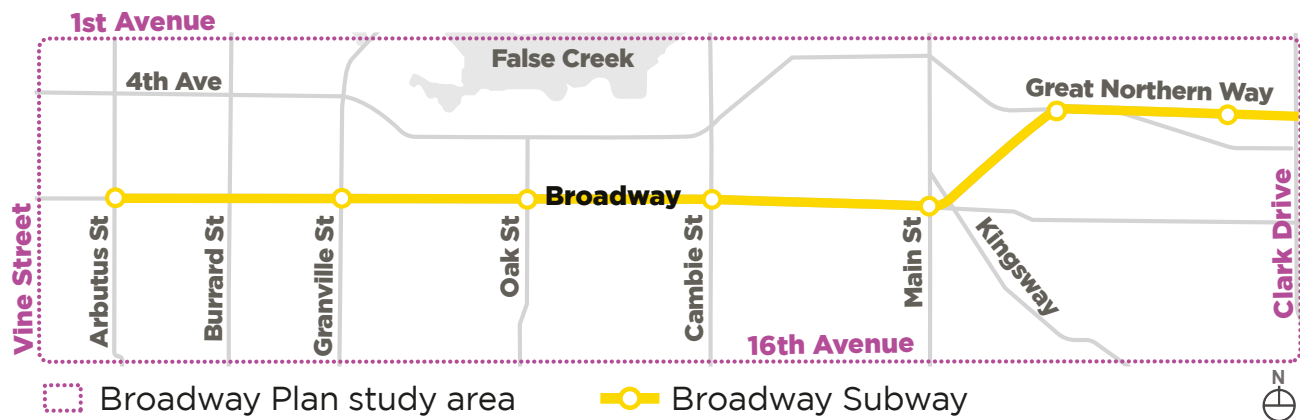 1st Avenue
False Creek
4th Ave
Great Northern Way
Broadway
Vine Street
Arbutus St
Burrard St
Granville St
Oak St
Cambie St
Main St
Kingsway
Clark Drive
16th Avenue
Broadway Plan study area
Broadway Subway
N